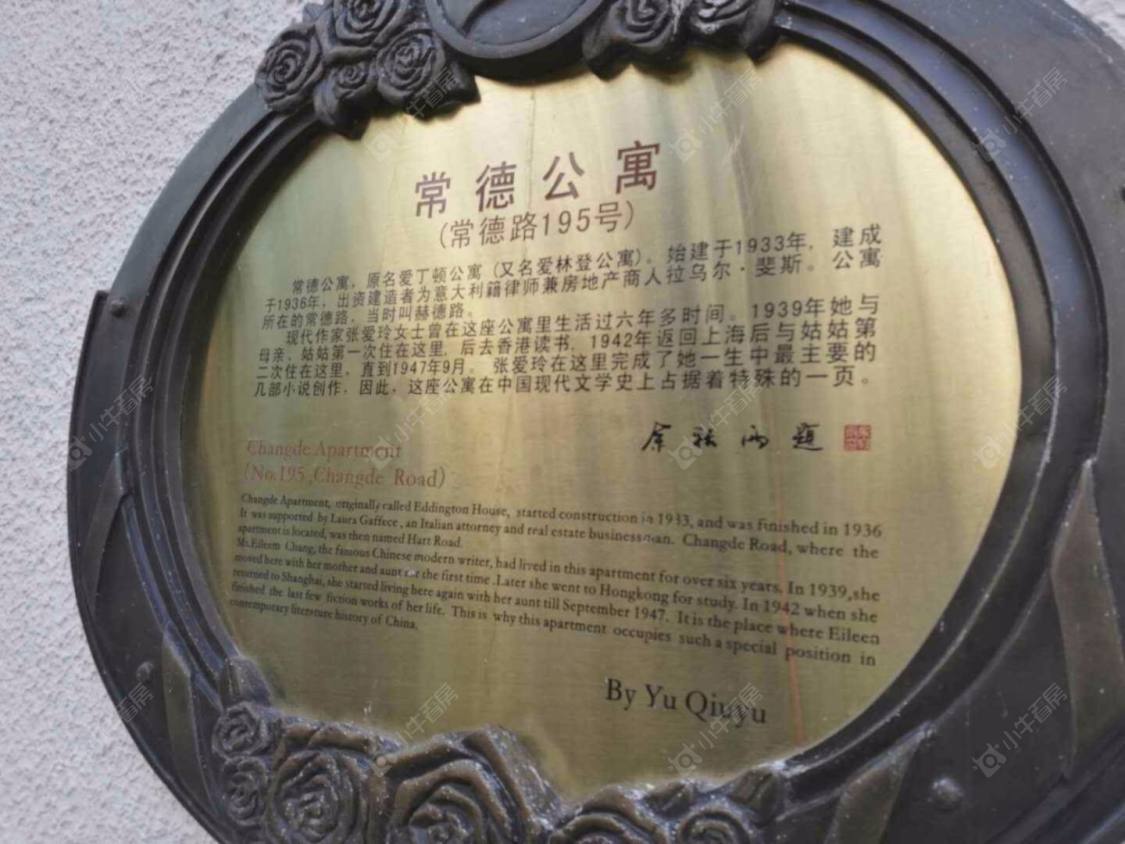 常德公寓
(常德路195号)
常德公寓，原名爱丁顿公寓（又名爱林登公寓）。始建于1933年，建成
于1936年，出资建造者为意大利籍律师兼房地产商人拉乌尔·斐斯。公寓
所在的常德路，当时叫赫德路。
现代作家张爱玲女士曾在这座公寓里生活过六年多时间。1939年她与
母亲、姑姑第一次住在这里，后去香港读书，1942年返回上海后与姑姑第
二次住在这里，直到1947年9月。张爱玲在这里完成了她一生中最主要的
几部小说创作，因此，这座公寓在中国现代文学史上占据着特殊的一页。
余秋雨题
Changde Apartment
(No.195,Changde Road)
Changde Apartment, originally called Eddington House, started construction in 1933, and was finished in 1936
It was supported by Laura Gaffece, an Italian attorney and real estate businessman. Changde Road, where the
apartment is located, was then named Hart Road.
Ms.Eileem Chang, the famous Chinese modern writer, had lived in this apartment for over six years. In 1939,she
moved here with her mother and aunt for the first time .Later she went to Hongkong for study. In 1942 when she
returned to Shanghai, she started living here again with her aunt till September 1947. It is the place where Eileen
finished the last few fiction works of her life. This is why this apartment occupies such a special position in
contemporary literature history of China.
By Yu Qiuyu
小牛看房